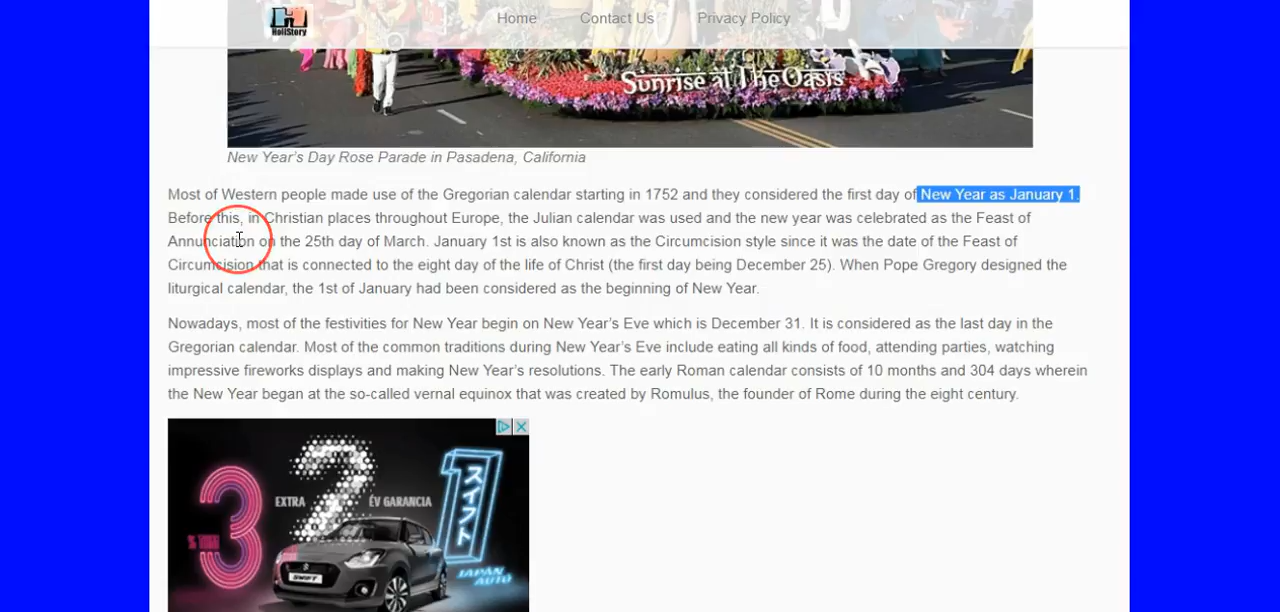 HoliStory
Home
Contact Us
Privacy Policy
Sunrise at The Oasis
New Year's Day Rose Parade in Pasadena, California
Most of Western people made use of the Gregorian calendar starting in 1752 and they considered the first day of New Year as January 1.
Before this, in Christian places throughout Europe, the Julian calendar was used and the new year was celebrated as the Feast of
Annunciation on the 25th day of March. January 1st is also known as the Circumcision style since it was the date of the Feast of
Circumcision that is connected to the eight day of the life of Christ (the first day being December 25). When Pope Gregory designed the
liturgical calendar, the 1st of January had been considered as the beginning of New Year.
Nowadays, most of the festivities for New Year begin on New Year's Eve which is December 31. It is considered as the last day in the
Gregorian calendar. Most of the common traditions during New Year's Eve include eating all kinds of food, attending parties, watching
impressive fireworks displays and making New Year's resolutions. The early Roman calendar consists of 10 months and 304 days wherein
the New Year began at the so-called vernal equinox that was created by Romulus, the founder of Rome during the eight century.
3 2 1
EXTRA
ÉV GARANCIA
スイフト
JAPAN
AUTÓ
SWIFT